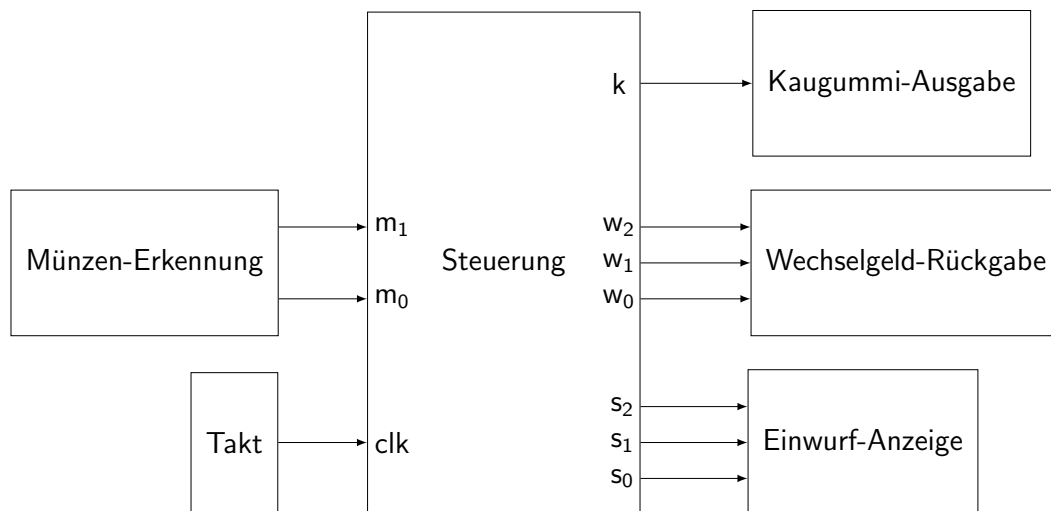 k
Kaugummi-Ausgabe
Münzen-Erkennung
m₁
m₀
Steuerung
w₂
w₁
w₀
Wechselgeld-Rückgabe
Takt
clk
s₂
s₁
s₀
Einwurf-Anzeige